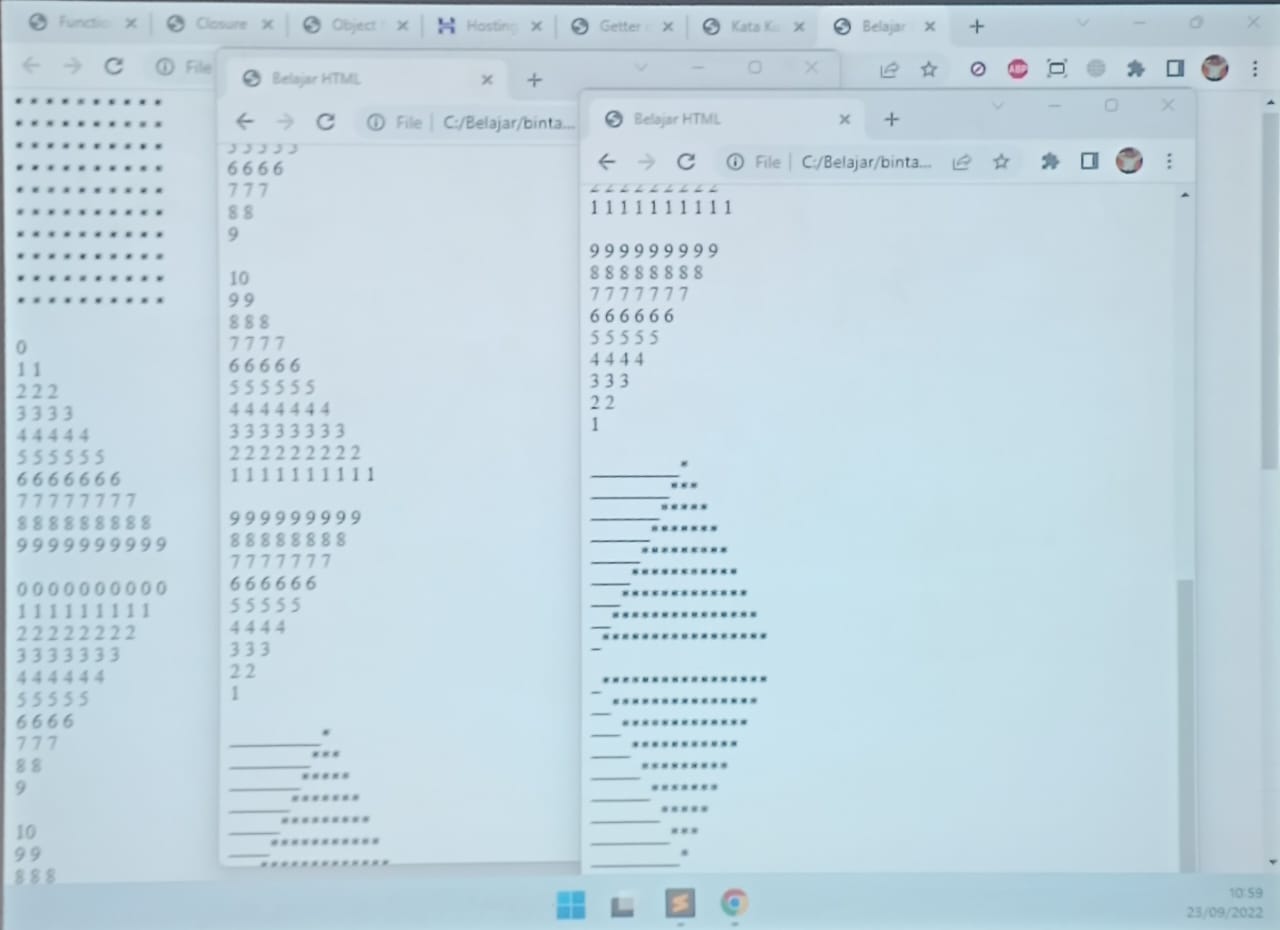 Functio
Closure
Object
Hosting
Getter
Kata K
Belajar
File
ABP
* * * * * * * * * *
* * * * * * * * * *
* * * * * * * * * *
* * * * * * * * * *
* * * * * * * * * *
* * * * * * * * * *
* * * * * * * * * *
* * * * * * * * * *
* * * * * * * * * *
* * * * * * * * * *
0
1 1
2 2 2
3 3 3 3
4 4 4 4 4
5 5 5 5 5 5
6 6 6 6 6 6 6
7 7 7 7 7 7 7 7
8 8 8 8 8 8 8 8 8
9 9 9 9 9 9 9 9 9 9
0 0 0 0 0 0 0 0 0 0
1 1 1 1 1 1 1 1 1
2 2 2 2 2 2 2 2
3 3 3 3 3 3 3
4 4 4 4 4 4
5 5 5 5 5
6 6 6 6
7 7 7
8 8
9
10
9 9
8 8 8
Belajar HTML
File
C:/Belajar/binta...
5 5 5 5 5
6 6 6 6
7 7 7
8 8
9
10
9 9
8 8 8
7 7 7 7
6 6 6 6 6
5 5 5 5 5 5
4 4 4 4 4 4 4
3 3 3 3 3 3 3 3
2 2 2 2 2 2 2 2 2
1 1 1 1 1 1 1 1 1 1
9 9 9 9 9 9 9 9 9
8 8 8 8 8 8 8 8
7 7 7 7 7 7 7
6 6 6 6 6 6
5 5 5 5 5
4 4 4 4
3 3 3
2 2
1
_________*
________***
_______*****
______*******
_____*********
____***********
*************
Belajar HTML
File
C:/Belajar/binta...
2 2 2 2 2 2 2 2 2
1 1 1 1 1 1 1 1 1 1
9 9 9 9 9 9 9 9 9
8 8 8 8 8 8 8 8
7 7 7 7 7 7 7
6 6 6 6 6 6
5 5 5 5 5
4 4 4 4
3 3 3
2 2
1
_________*
________***
_______*****
______*******
_____*********
____***********
___*************
__***************
_*****************
_*****************
__***************
___*************
____***********
_____*********
______*******
_______*****
________***
_________*
10:59
23/09/2022